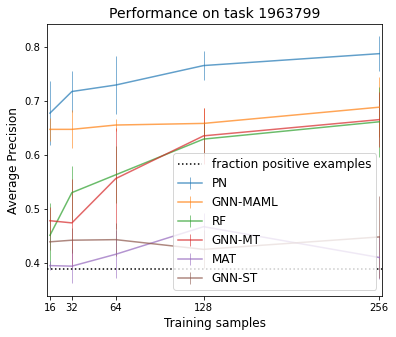 Performance on task 1963799
Average Precision
0.8
0.7
0.6
0.5
0.4
fraction positive examples
PN
GNN-MAML
RF
GNN-MT
MAT
GNN-ST
16 32 64 128 256
Training samples